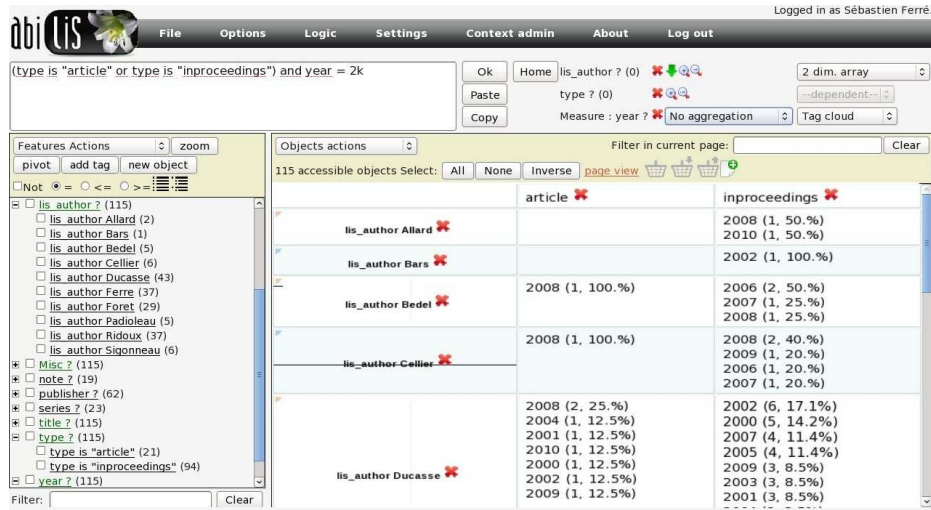 Logged in as Sébastien Ferré.
abilis
File Options Logic Settings Context admin About Log out
(type is "article" or type is "inproceedings") and year = 2k
Ok
Paste
Copy
Home lis_author ? (0)
type ? (0)
Measure : year ? No aggregation
2 dim. array
--dependent--
Tag cloud
Features Actions zoom
pivot add tag new object
Not = <= >=
lis_author ? (115)
lis_author Allard (2)
lis_author Bars (1)
lis_author Bedel (5)
lis_author Cellier (6)
lis_author Ducasse (43)
lis_author Ferre (37)
lis_author Foret (29)
lis_author Padioleau (5)
lis_author Ridoux (37)
lis_author Sigonneau (6)
Misc ? (115)
note ? (19)
publisher ? (62)
series ? (23)
title ? (115)
type ? (115)
type is "article" (21)
type is "inproceedings" (94)
year ? (115)
Filter: Clear
Objects actions
Filter in current page: Clear
115 accessible objects Select: All None Inverse page view
article inproceedings
lis_author Allard
2008 (1, 50.%)
2010 (1, 50.%)
lis_author Bars
2002 (1, 100.%)
lis_author Bedel
2008 (1, 100.%)
2006 (2, 50.%)
2007 (1, 25.%)
2008 (1, 25.%)
lis_author Cellier
2008 (1, 100.%)
2008 (2, 40.%)
2009 (1, 20.%)
2006 (1, 20.%)
2007 (1, 20.%)
lis_author Ducasse
2008 (2, 25.%)
2004 (1, 12.5%)
2001 (1, 12.5%)
2010 (1, 12.5%)
2000 (1, 12.5%)
2002 (1, 12.5%)
2009 (1, 12.5%)
2002 (6, 17.1%)
2000 (5, 14.2%)
2007 (4, 11.4%)
2005 (4, 11.4%)
2009 (3, 8.5%)
2003 (3, 8.5%)
2001 (3, 8.5%)